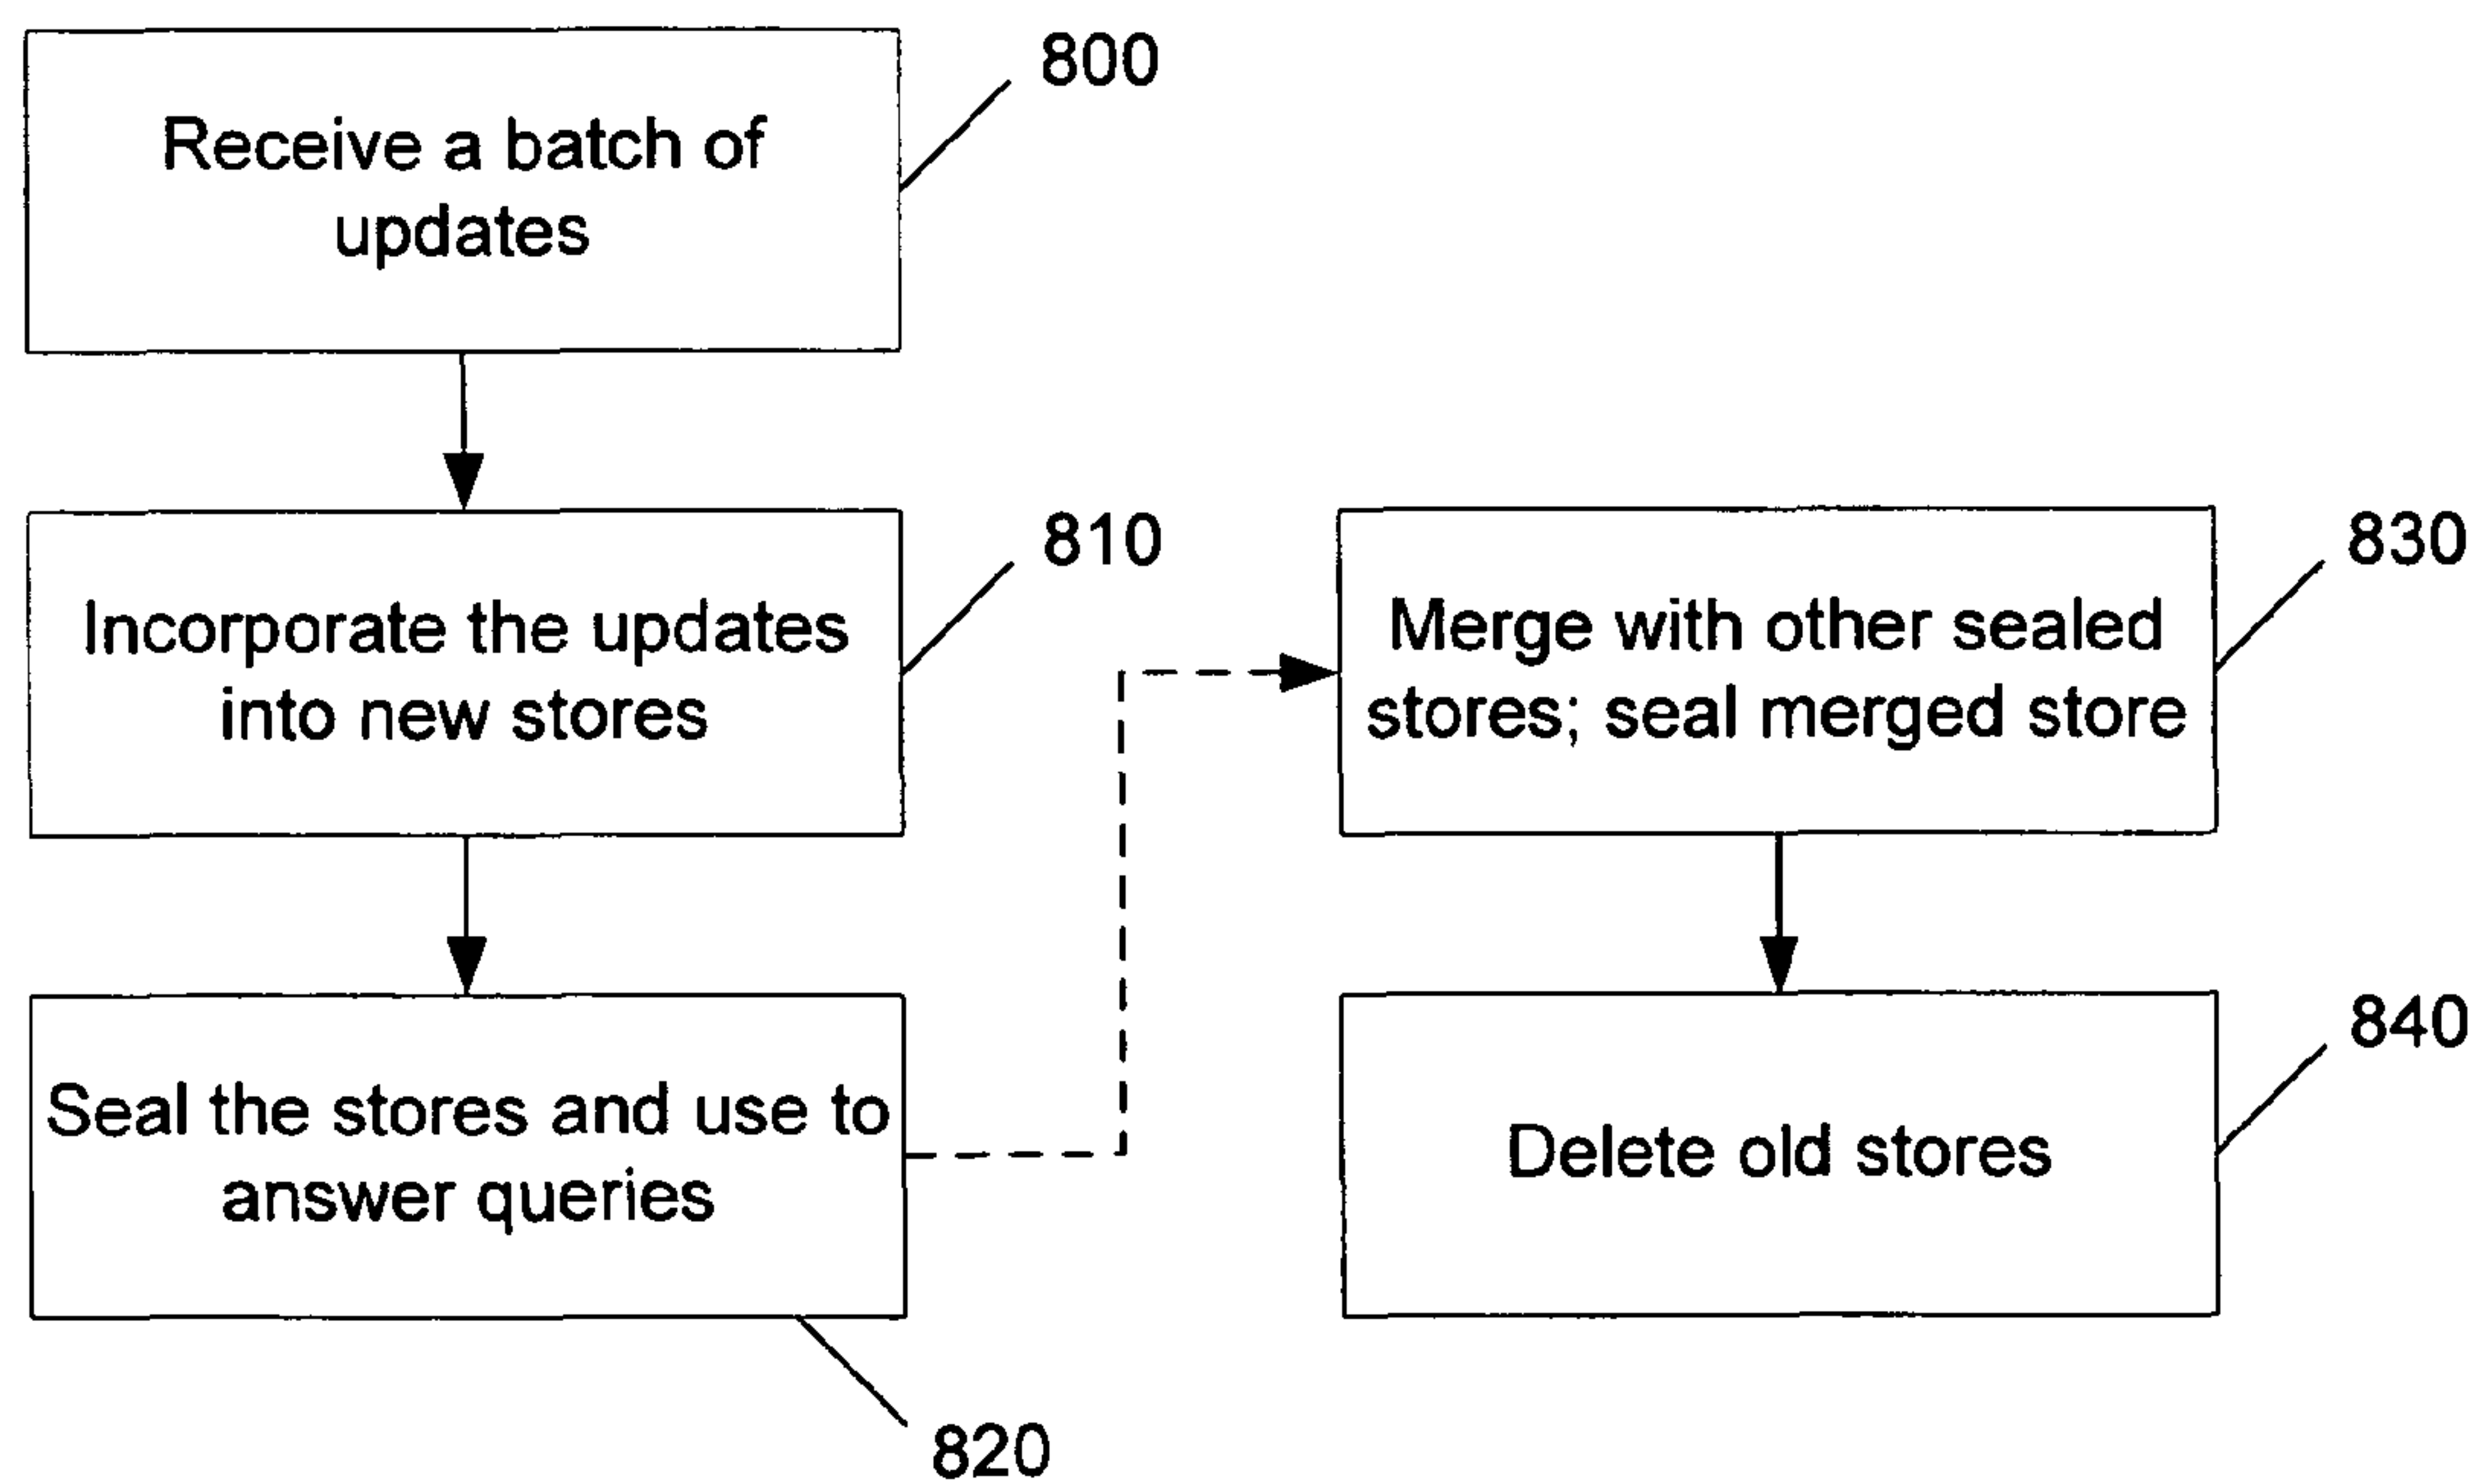 800
Receive a batch of
updates
810
Incorporate the updates
into new stores
Seal the stores and use to
answer queries
820
830
Merge with other sealed
stores; seal merged store
840
Delete old stores